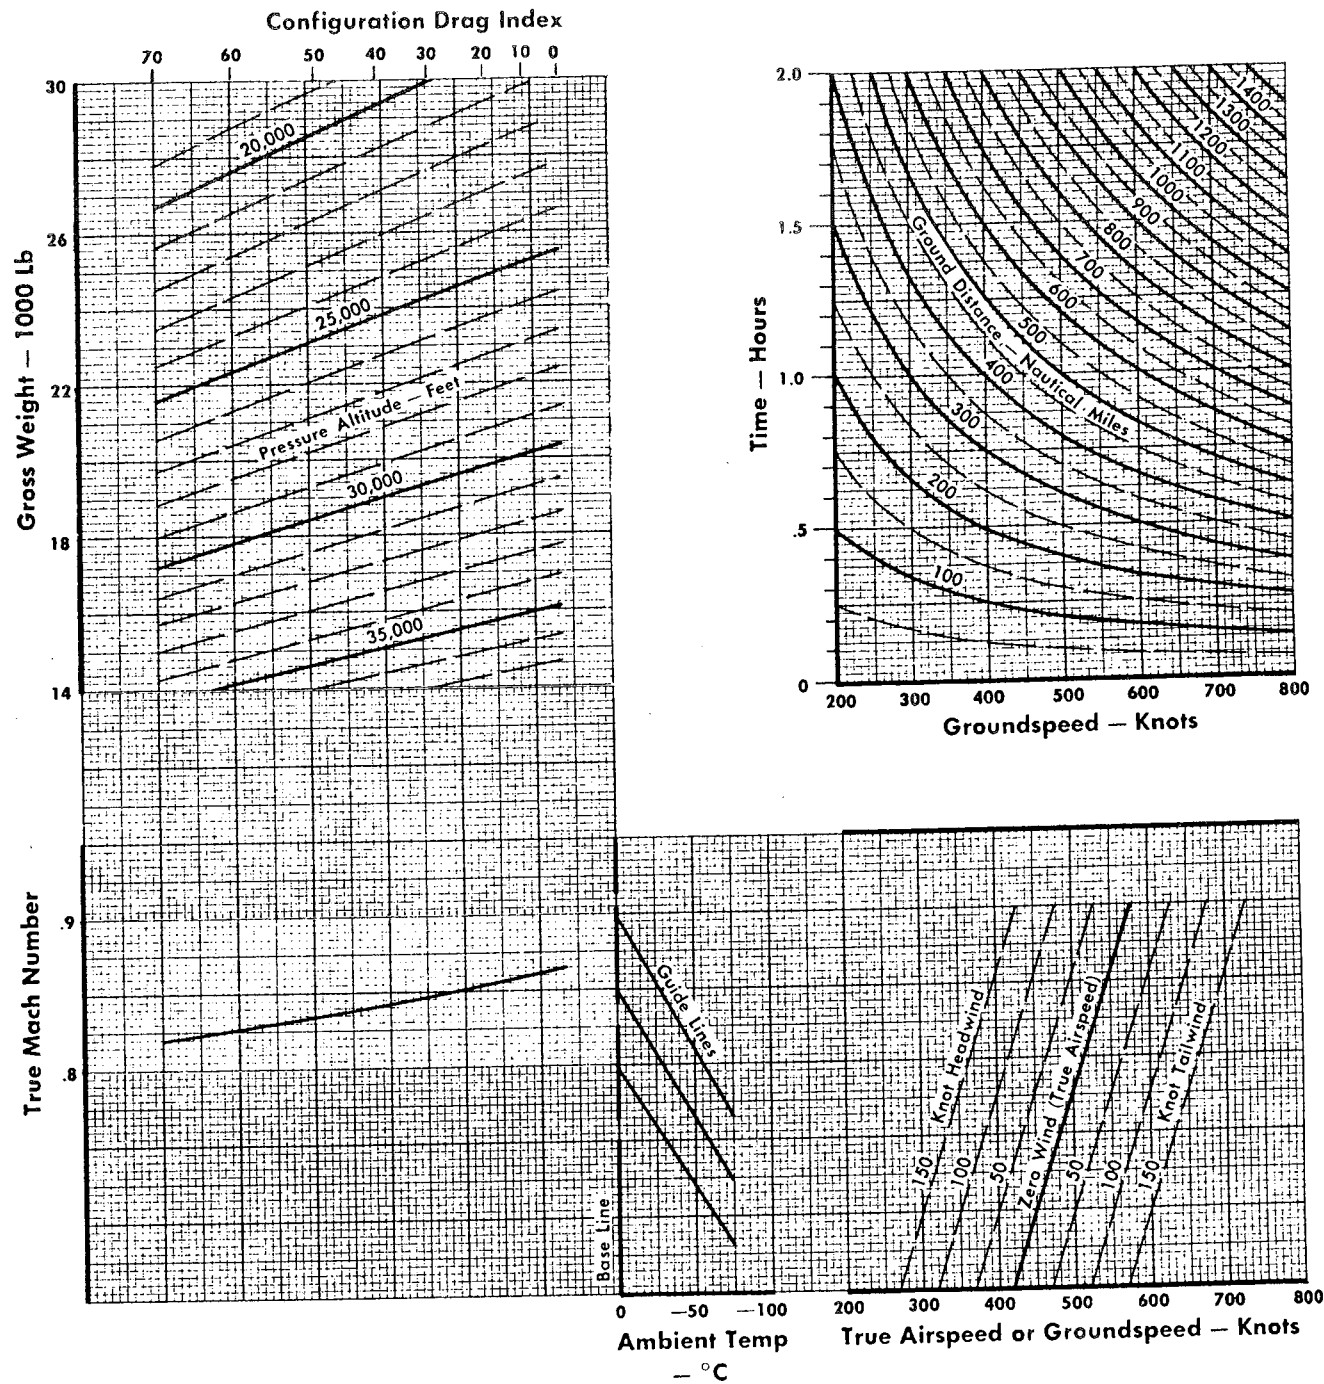 Configuration Drag Index
70 60 50 40 30 20 10 0
Gross Weight — 1000 Lb
30
26
22
18
14
20,000
25,000
Pressure Altitude — Feet
30,000
35,000
Time — Hours
2.0
1.5
1.0
.5
0
1400
1300
1200
1100
1000
900
800
700
600
500
400
300
200
100
Ground Distance — Nautical Miles
200 300 400 500 600 700 800
Groundspeed — Knots
True Mach Number
.9
.8
Guide Lines
Base Line
0 —50 —100
Ambient Temp
— °C
150 Knot Headwind
100
50
Zero Wind (True Airspeed)
50
100
150 Knot Tailwind
200 300 400 500 600 700 800
True Airspeed or Groundspeed — Knots